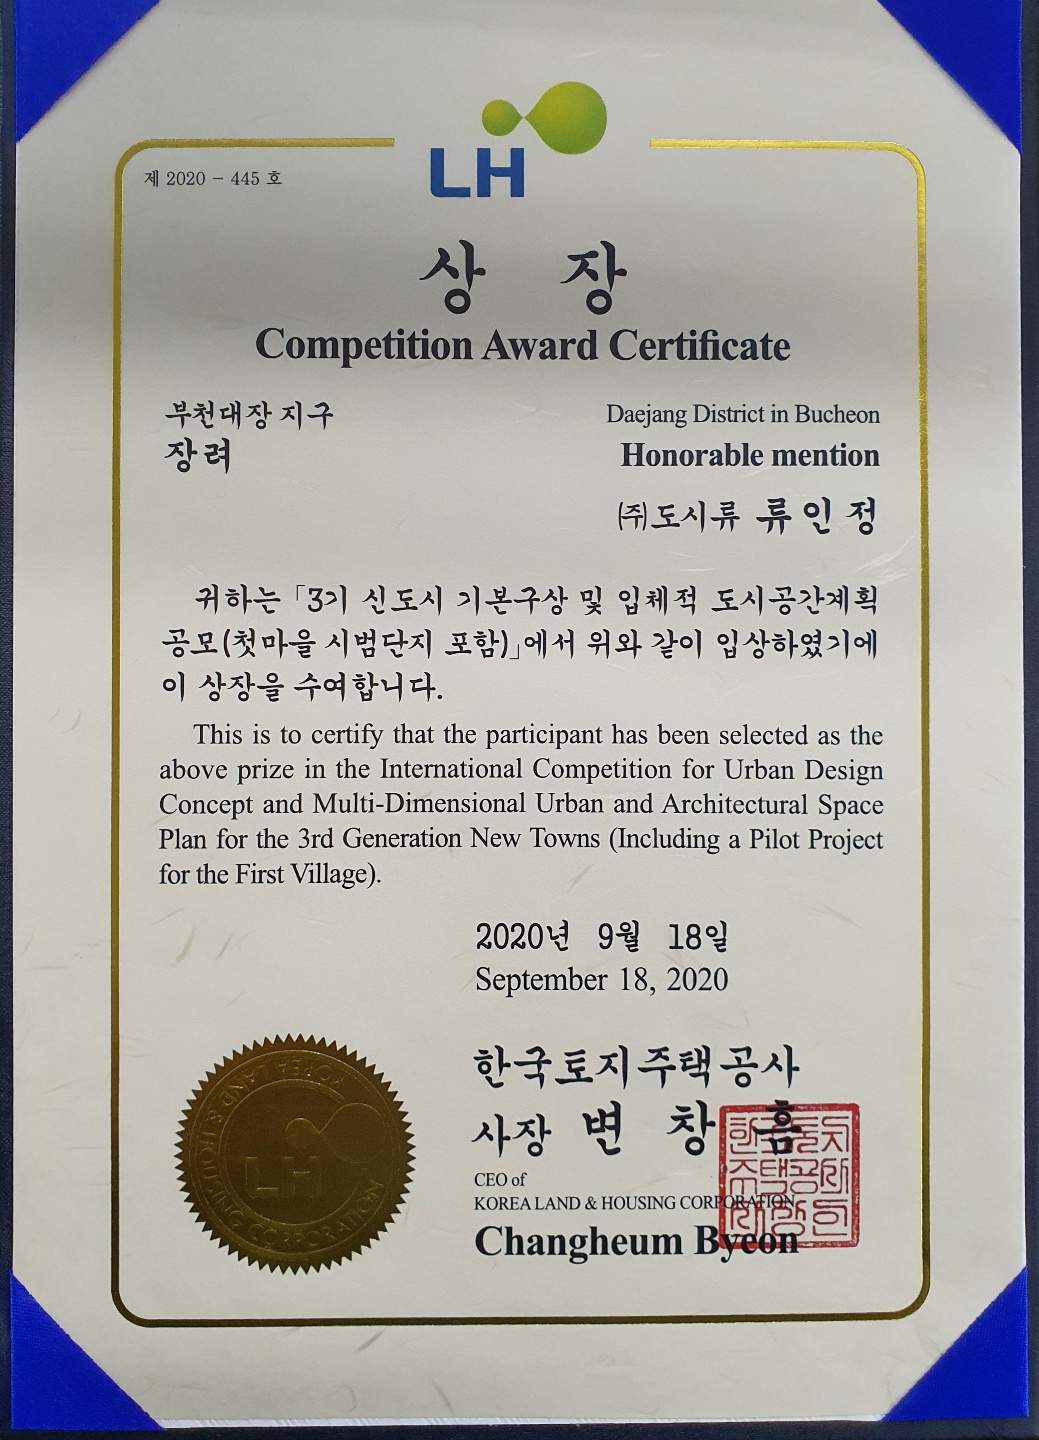 LH
제 2020 - 445 호
상 장
Competition Award Certificate
부천대장 지구
장려
Daejang District in Bucheon
Honorable mention
㈜도시류 류인정
귀하는 「3기 신도시 기본구상 및 입체적 도시공간계획
공모(첫마을 시범단지 포함)」에서 위와 같이 입상하였기에
이 상장을 수여합니다.
This is to certify that the participant has been selected as the
above prize in the International Competition for Urban Design
Concept and Multi-Dimensional Urban and Architectural Space
Plan for the 3rd Generation New Towns (Including a Pilot Project
for the First Village).
2020년 9월 18일
September 18, 2020
한국토지주택공사
사장 변 창 흠
CEO of
KOREA LAND & HOUSING CORPORATION
Changheum Byeon
KOREA LAND & HOUSING CORPORATION
LH